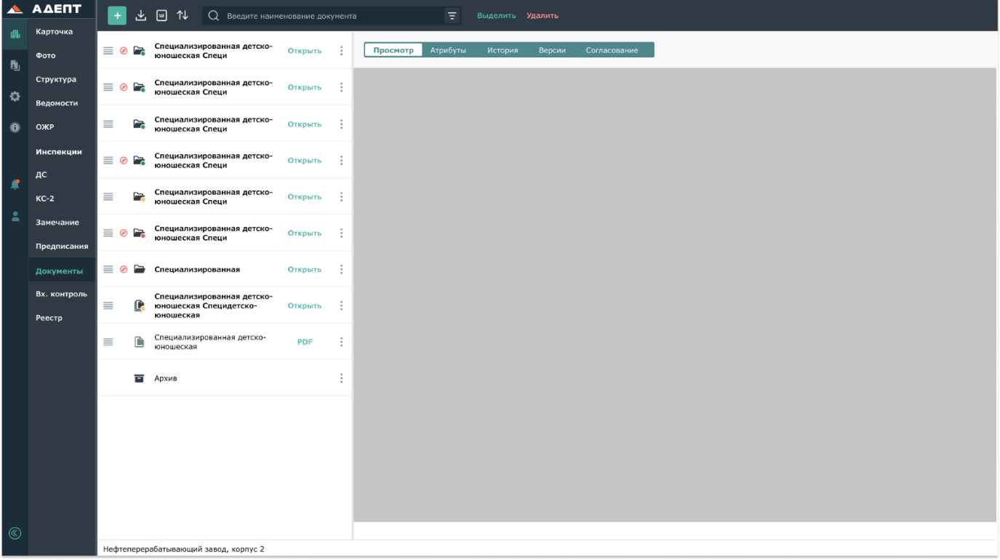 АДЕПТ
Карточка
Фото
Структура
Ведомости
ОЖР
Инспекции
ДС
КС-2
Замечание
Предписания
Документы
Вх. контроль
Реестр
+
Ш
Введите наименование документа
Выделить
Удалить
Специализированная детско-
юношеская Специ
Открыть
Специализированная детско-
юношеская Специ
Открыть
Специализированная детско-
юношеская Специ
Открыть
Специализированная детско-
юношеская Специ
Открыть
Специализированная детско-
юношеская Специ
Открыть
Специализированная детско-
юношеская Специ
Открыть
Специализированная
Открыть
Специализированная детско-
юношеская Специдетско-
юношеская
Открыть
Специализированная детско-
юношеская
PDF
Архив
Просмотр
Атрибуты
История
Версии
Согласование
Нефтеперерабатывающий завод, корпус 2